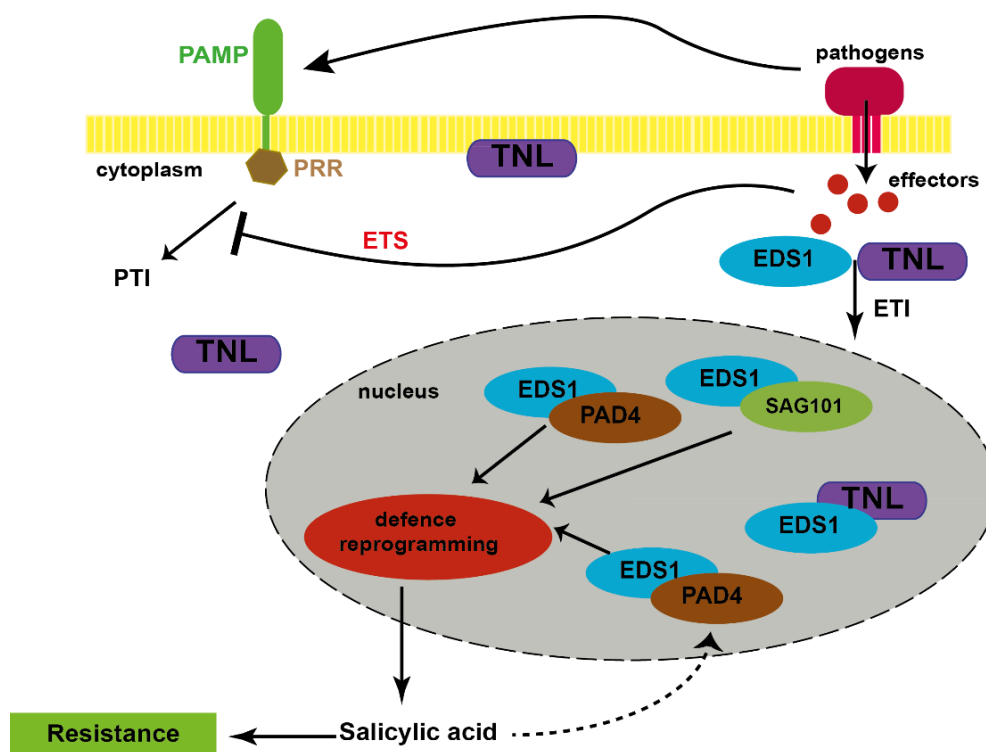 PAMP
pathogens
TNL
cytoplasm
PRR
effectors
ETS
EDS1
TNL
PTI
ETI
TNL
nucleus
EDS1
PAD4
EDS1
SAG101
TNL
EDS1
defence
reprogramming
EDS1
PAD4
Resistance
Salicylic acid